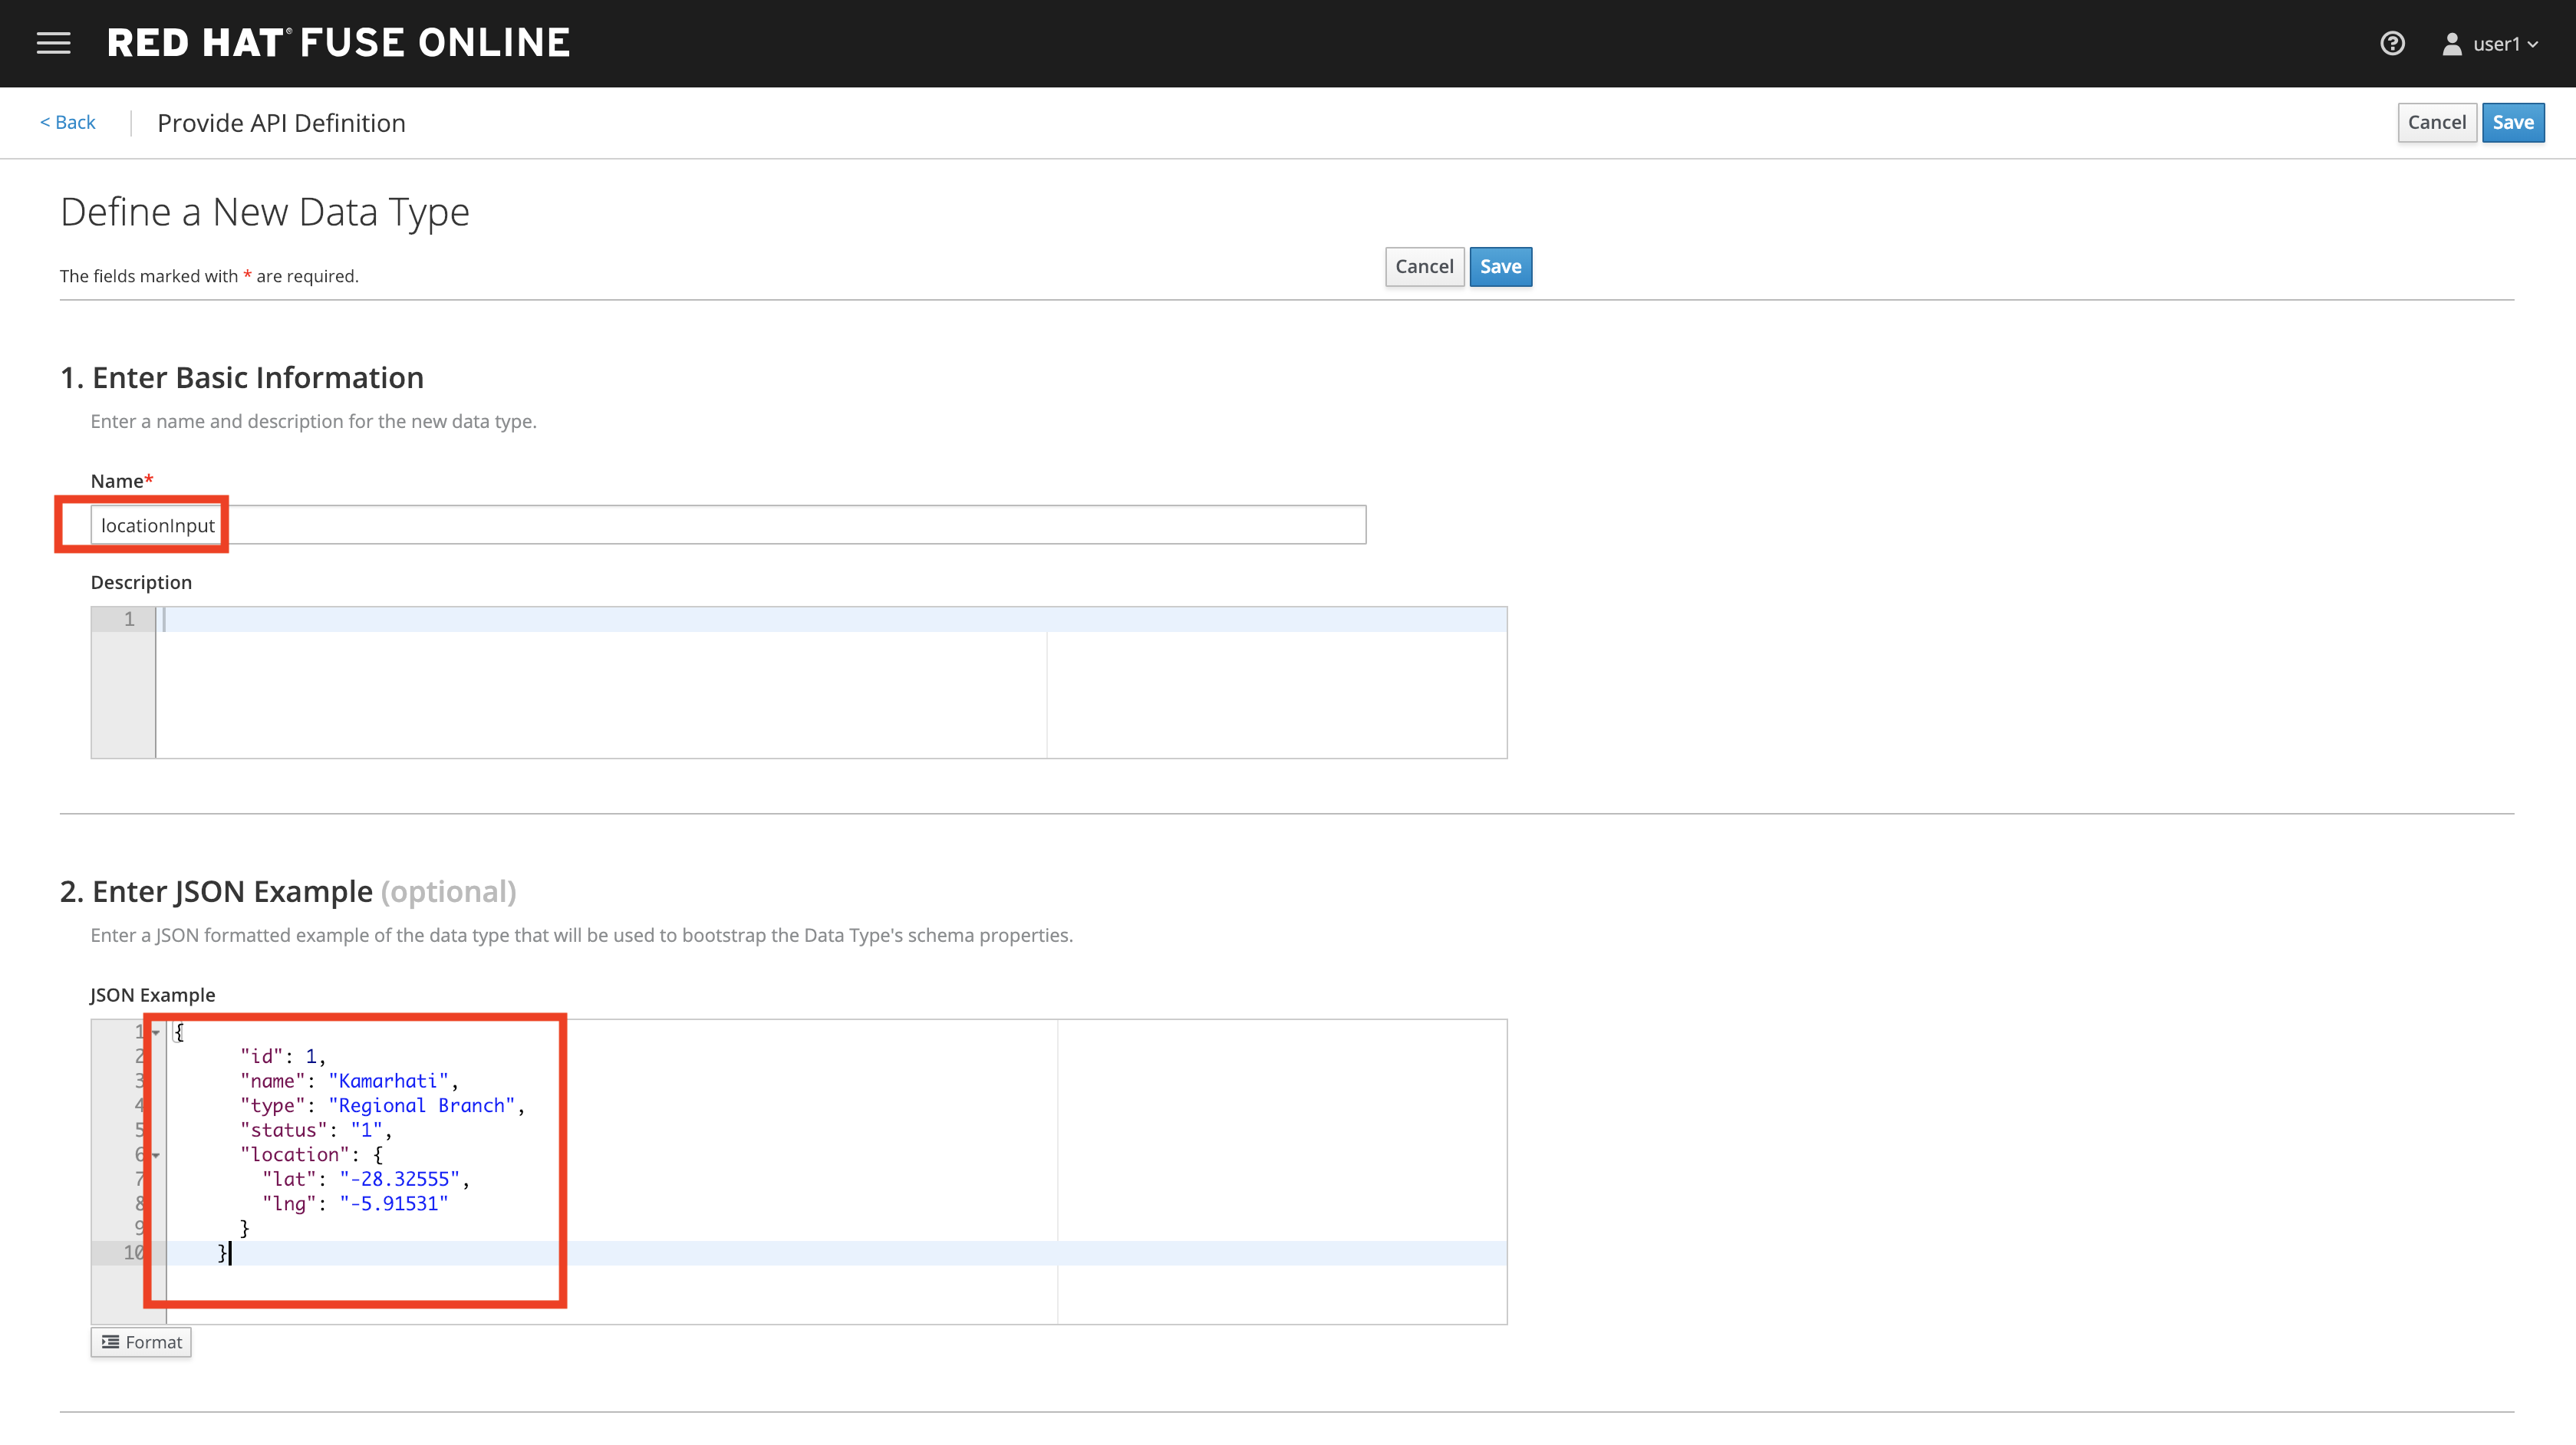 RED HAT® FUSE ONLINE
user1
< Back
Provide API Definition
Cancel
Save
Define a New Data Type
The fields marked with * are required.
Cancel
Save
1. Enter Basic Information
Enter a name and description for the new data type.
Name*
locationInput
Description
1
2. Enter JSON Example (optional)
Enter a JSON formatted example of the data type that will be used to bootstrap the Data Type's schema properties.
JSON Example
1 {
2 "id": 1,
3 "name": "Kamarhati",
4 "type": "Regional Branch",
5 "status": "1",
6 "location": {
7 "lat": "-28.32555",
8 "lng": "-5.91531"
9 }
10 }
Format